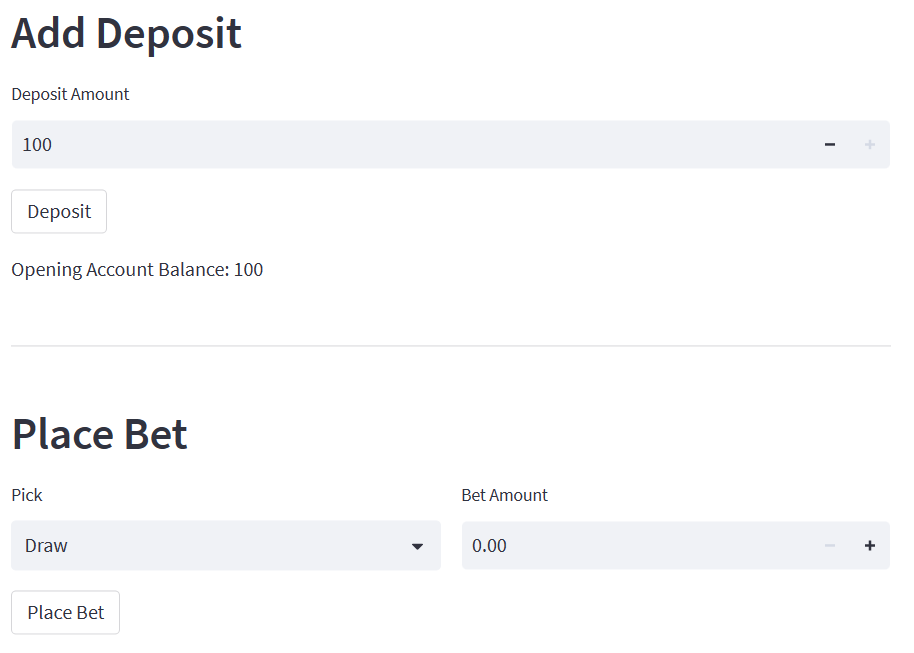 Add Deposit
Deposit Amount
100
Deposit
Opening Account Balance: 100
Place Bet
Pick
Bet Amount
Draw
0.00
Place Bet